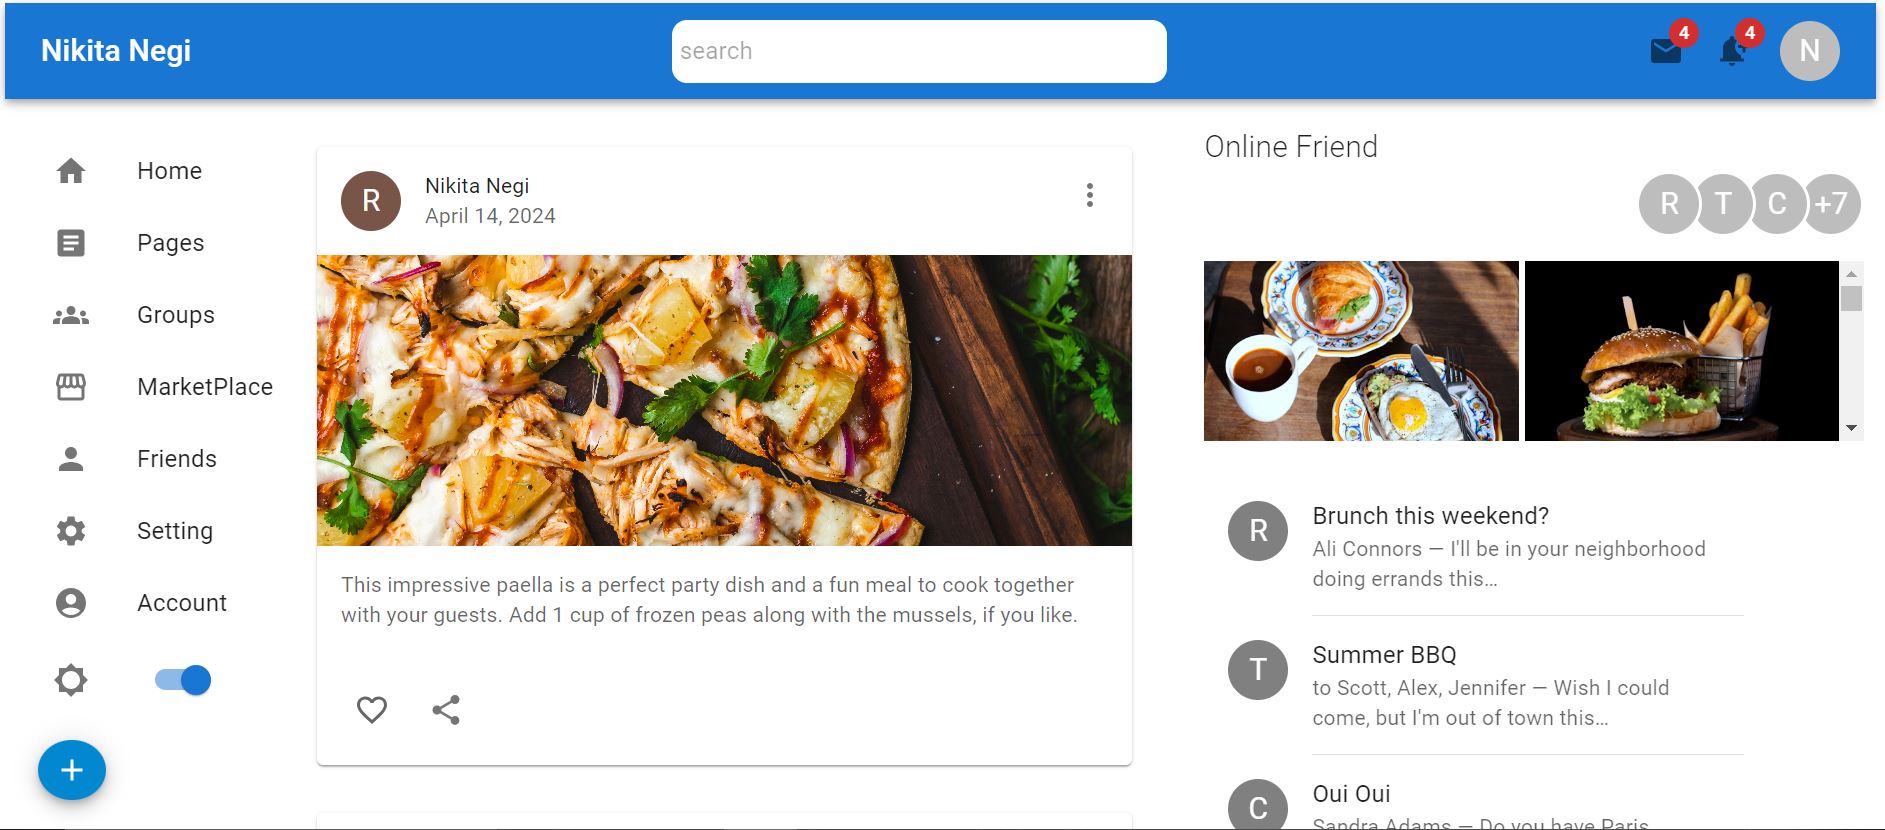 Nikita Negi
search
4
4
N
Home
Pages
Groups
MarketPlace
Friends
Setting
Account
R
Nikita Negi
April 14, 2024
This impressive paella is a perfect party dish and a fun meal to cook together
with your guests. Add 1 cup of frozen peas along with the mussels, if you like.
Online Friend
R T C +7
R
Brunch this weekend?
Ali Connors — I'll be in your neighborhood
doing errands this…
T
Summer BBQ
to Scott, Alex, Jennifer — Wish I could
come, but I'm out of town this…
C
Oui Oui
Sandra Adams — Do you have Paris